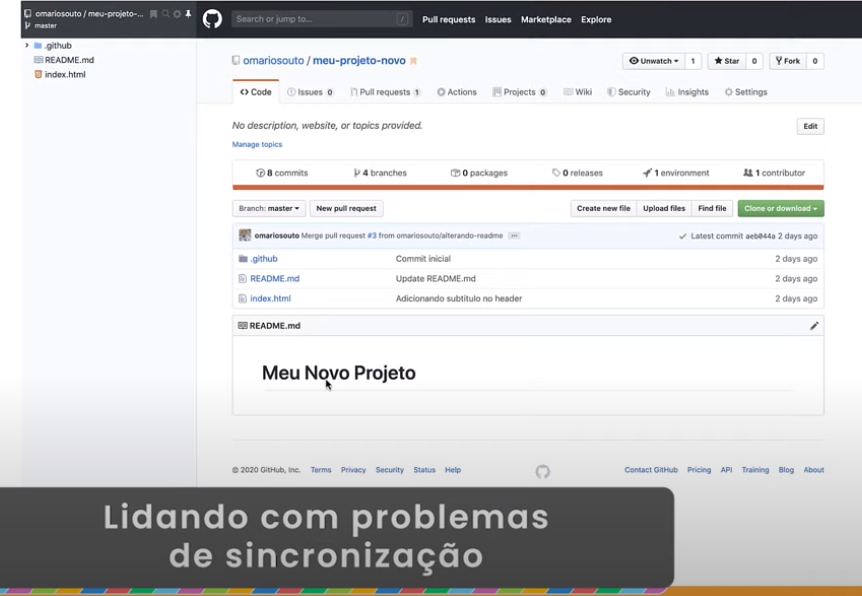 omariosouto / meu-projeto-...
master
.github
README.md
index.html
Search or jump to...
/
Pull requests Issues Marketplace Explore
omariosouto / meu-projeto-novo
Unwatch 1 Star 0 Fork 0
Code Issues 0 Pull requests 1 Actions Projects 0 Wiki Security Insights Settings
No description, website, or topics provided.
Edit
Manage topics
8 commits 4 branches 0 packages 0 releases 1 environment 1 contributor
Branch: master New pull request Create new file Upload files Find file Clone or download
omariosouto Merge pull request #3 from omariosouto/alterando-readme ... Latest commit aeb044a 2 days ago
.github Commit inicial 2 days ago
README.md Update README.md 2 days ago
index.html Adicionando subtitulo no header 2 days ago
README.md
Meu Novo Projeto
© 2020 GitHub, Inc. Terms Privacy Security Status Help Contact GitHub Pricing API Training Blog About
Lidando com problemas
de sincronização